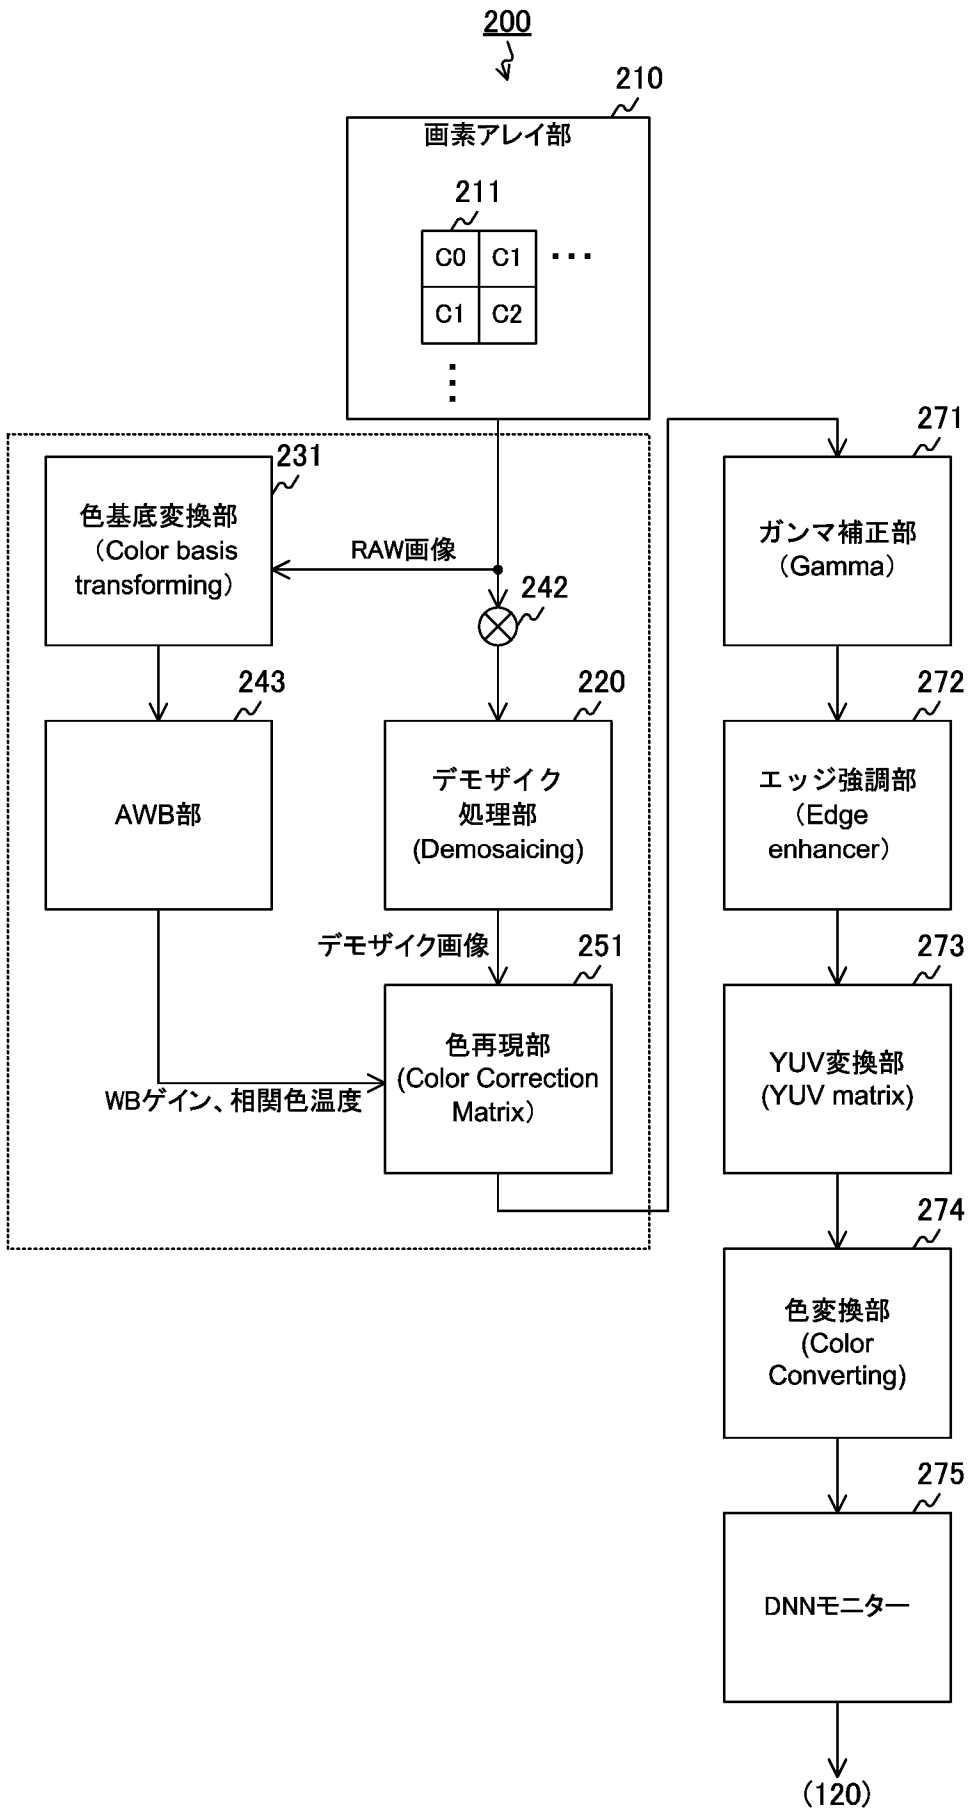 200
210
画素アレイ部
211
C0 C1 ･･･
C1 C2
231
色基底変換部
（Color basis
transforming）
RAW画像
242
243
AWB部
220
デモザイク
処理部
(Demosaicing)
デモザイク画像
251
色再現部
(Color Correction
Matrix）
WBゲイン、相関色温度
271
ガンマ補正部
（Gamma）
272
エッジ強調部
（Edge
enhancer）
273
YUV変換部
(YUV matrix)
274
色変換部
(Color
Converting)
275
DNNモニター
(120)